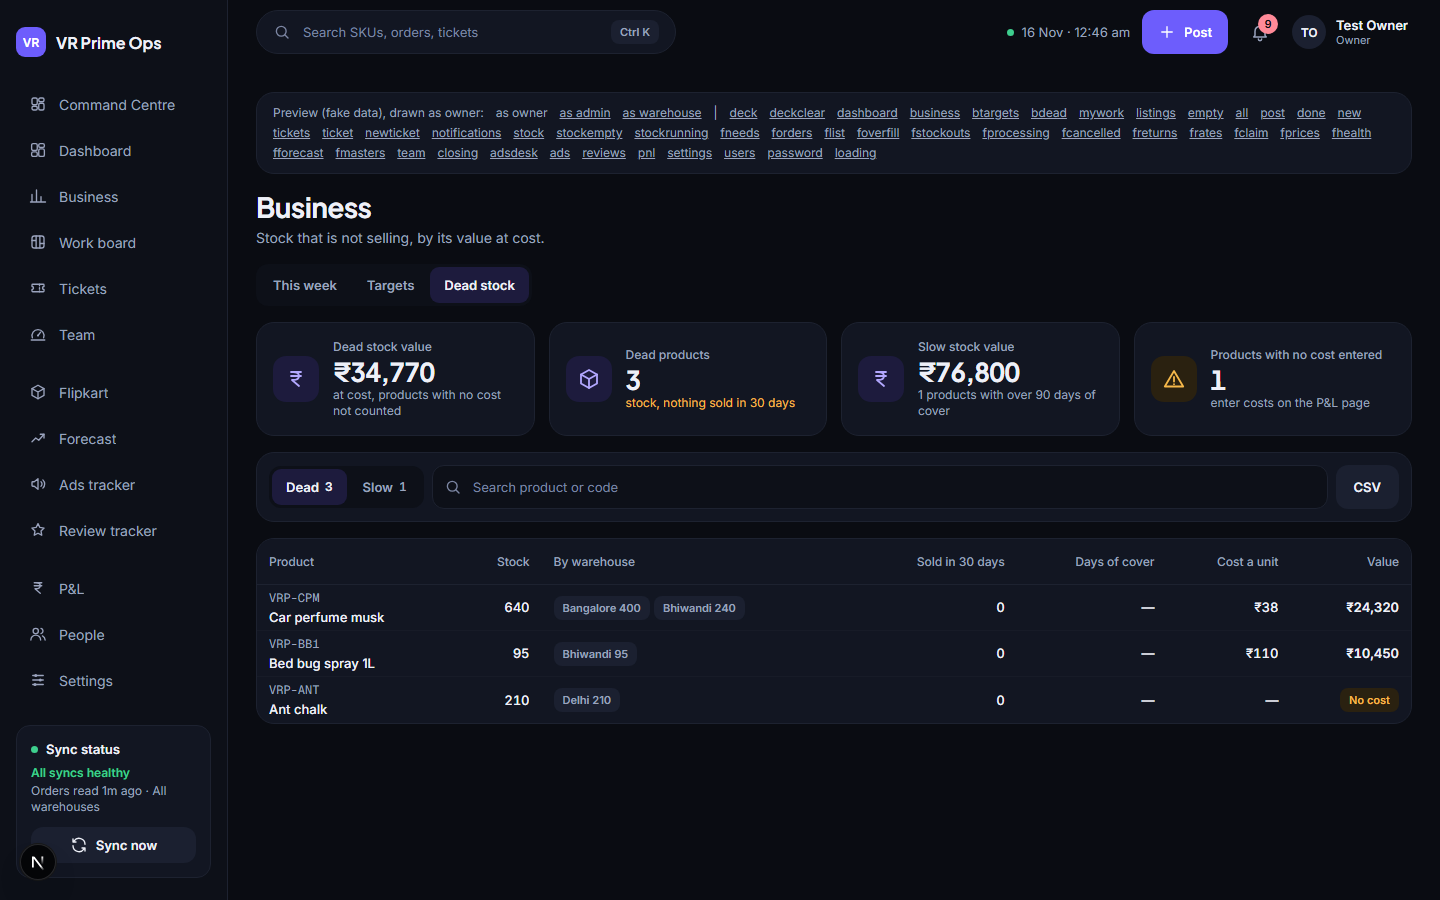 VR VR Prime Ops
Search SKUs, orders, tickets Ctrl K
16 Nov · 12:46 am
+ Post
9
TO
Test Owner
Owner
Command Centre
Dashboard
Business
Work board
Tickets
Team
Flipkart
Forecast
Ads tracker
Review tracker
P&L
People
Settings
Sync status
All syncs healthy
Orders read 1m ago · All
warehouses
Sync now
N
Preview (fake data), drawn as owner: as owner as admin as warehouse | deck deckclear dashboard business btargets bdead mywork listings empty all post done new
tickets ticket newticket notifications stock stockempty stockrunning fneeds forders flist foverfill fstockouts fprocessing fcancelled freturns frates fclaim fprices fhealth
fforecast fmasters team closing adsdesk ads reviews pnl settings users password loading
Business
Stock that is not selling, by its value at cost.
This week Targets Dead stock
₹
Dead stock value
₹34,770
at cost, products with no cost
not counted
Dead products
3
stock, nothing sold in 30 days
₹
Slow stock value
₹76,800
1 products with over 90 days of
cover
Products with no cost entered
1
enter costs on the P&L page
Dead 3 Slow 1 Search product or code CSV
Product Stock By warehouse Sold in 30 days Days of cover Cost a unit Value
VRP-CPM
Car perfume musk 640 Bangalore 400 Bhiwandi 240 0 — ₹38 ₹24,320
VRP-BB1
Bed bug spray 1L 95 Bhiwandi 95 0 — ₹110 ₹10,450
VRP-ANT
Ant chalk 210 Delhi 210 0 — — No cost